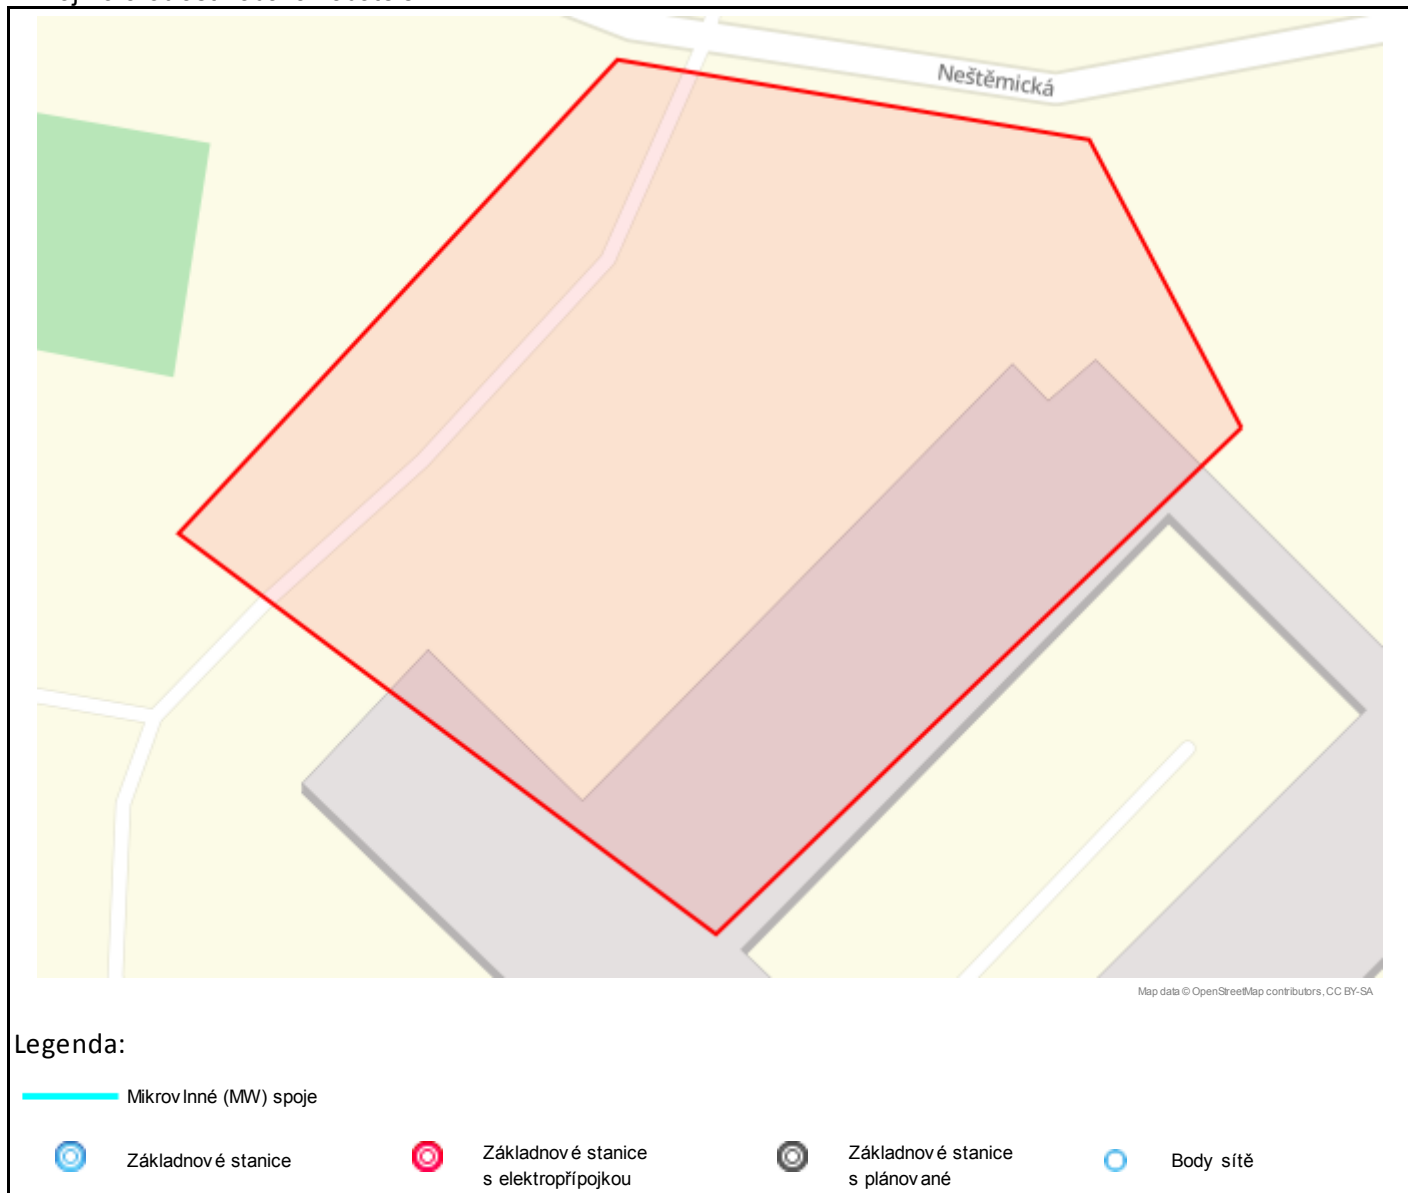 Neštěmická
Map data © OpenStreetMap contributors, CC BY-SA
Legenda:
Mikrovlnné (MW) spoje
Základnové stanice
Základnové stanice
s elektropřípojkou
Základnové stanice
s plánované
Body sítě